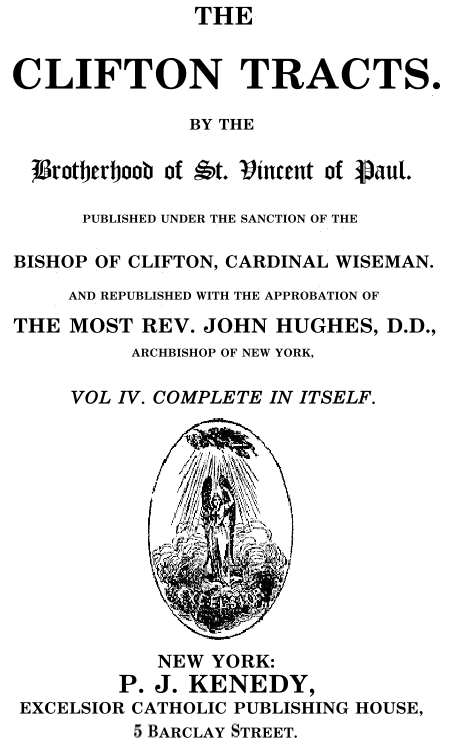 THE
CLIFTON TRACTS.
BY THE
Brotherhood of St. Vincent of Paul.
PUBLISHED UNDER THE SANCTION OF THE
BISHOP OF CLIFTON, CARDINAL WISEMAN.
AND REPUBLISHED WITH THE APPROBATION OF
THE MOST REV. JOHN HUGHES, D.D.,
ARCHBISHOP OF NEW YORK,
VOL IV. COMPLETE IN ITSELF.
EXCELSIOR
NEW YORK:
P. J. KENEDY,
EXCELSIOR CATHOLIC PUBLISHING HOUSE,
5 BARCLAY STREET.